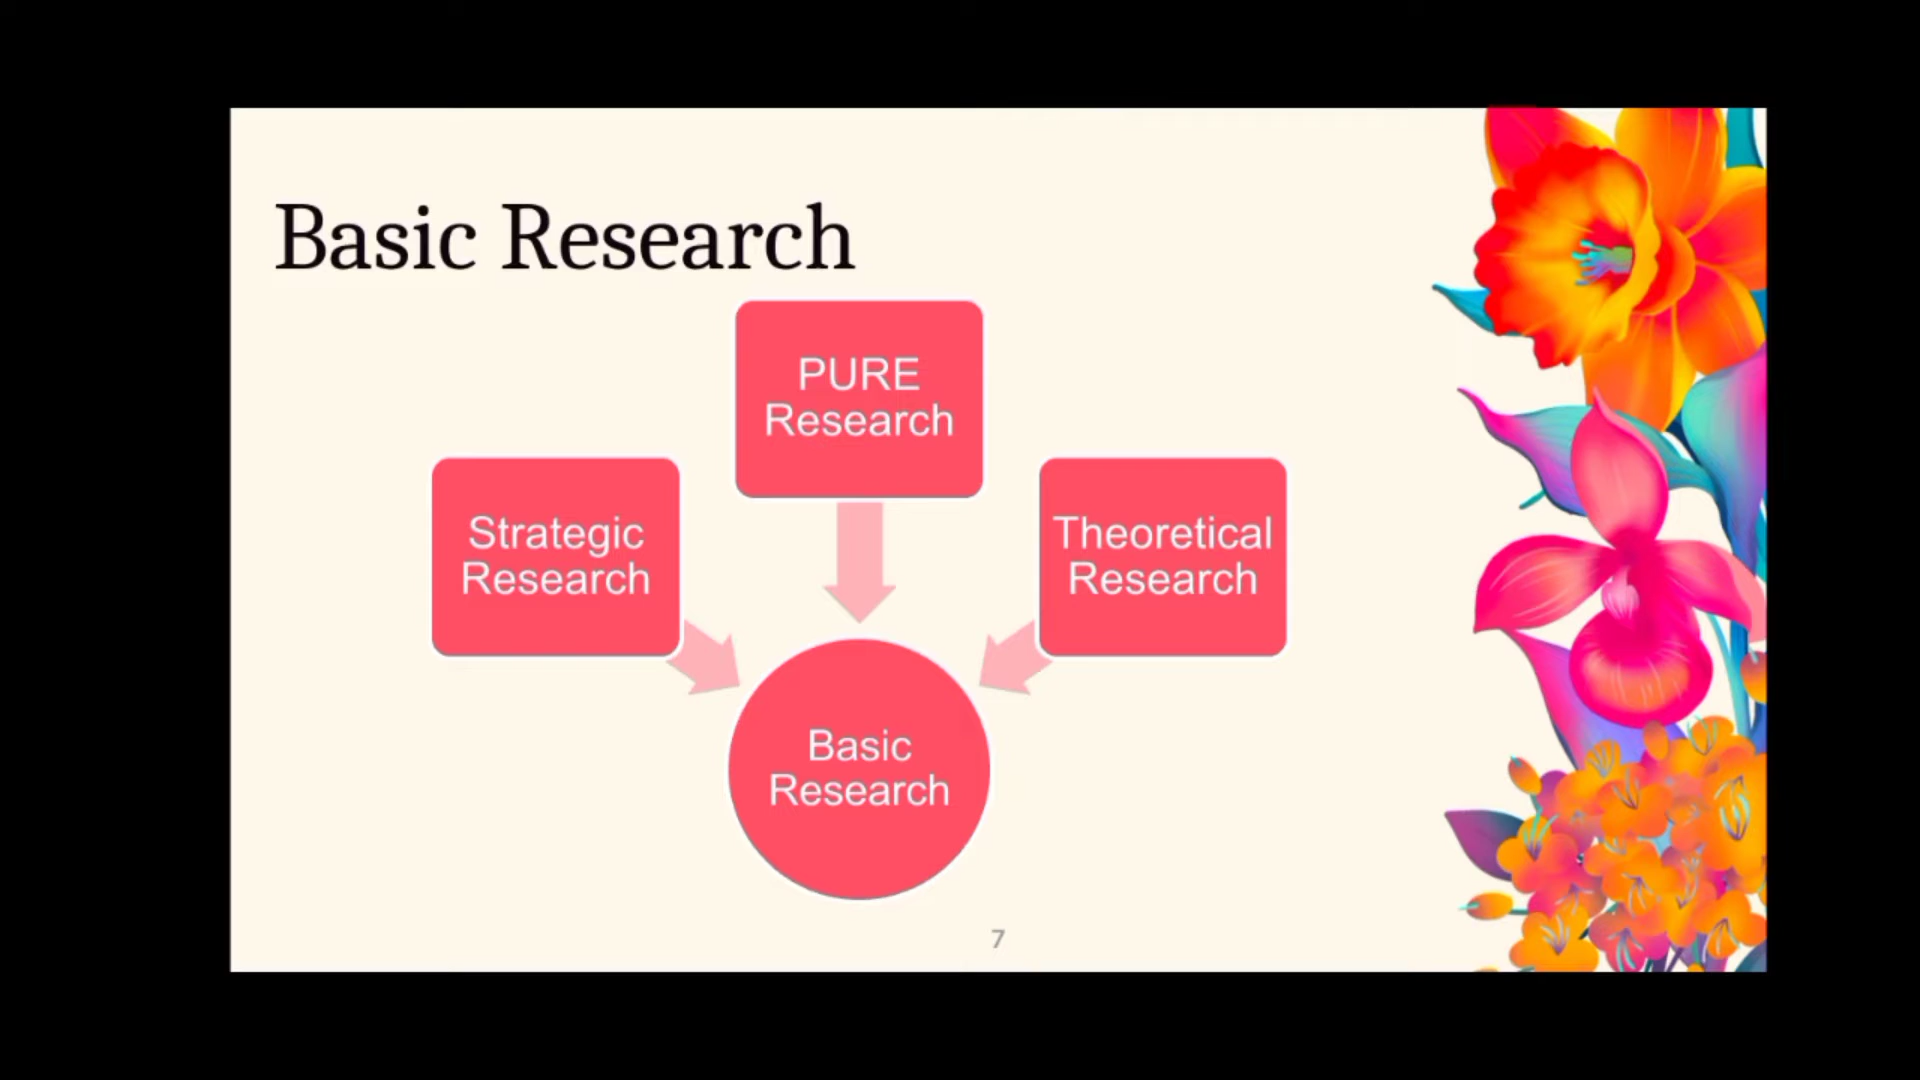 Basic Research
PURE
Research
Strategic
Research
Theoretical
Research
Basic
Research
7